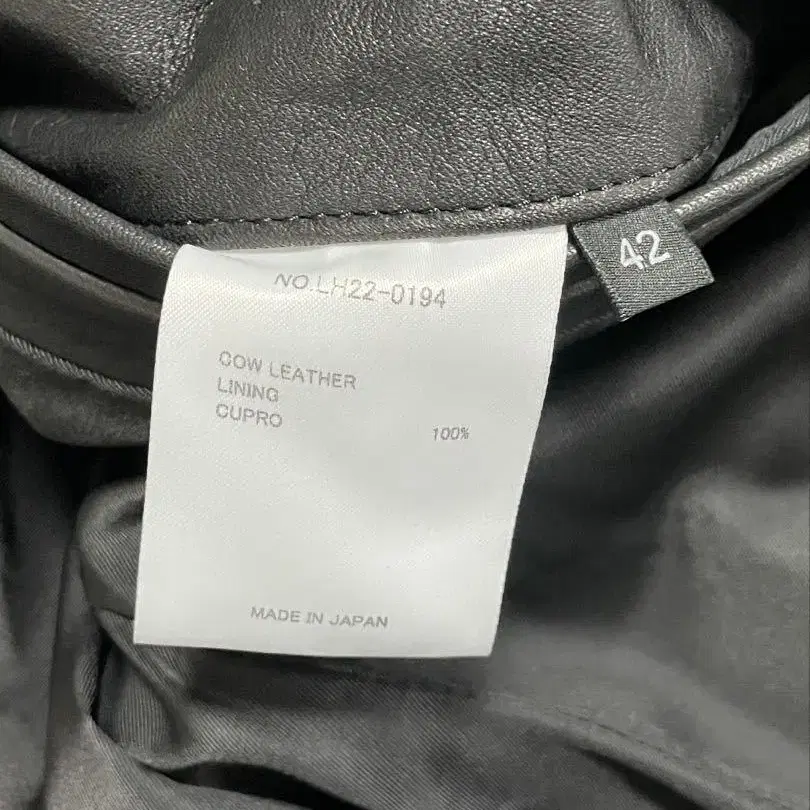 NO.LH22-0194
42
COW LEATHER
LINING
CUPRO 100%
MADE IN JAPAN